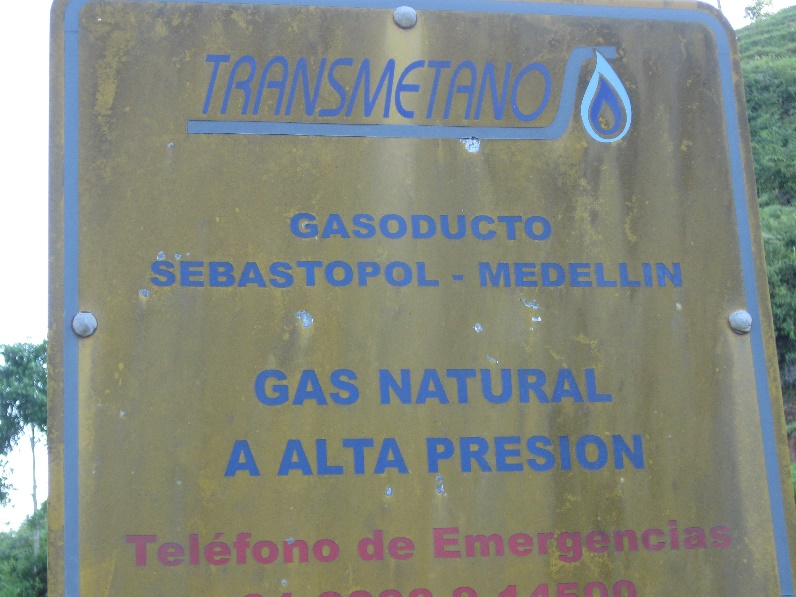 TRANSMETANO
GASODUCTO
SEBASTOPOL - MEDELLIN
GAS NATURAL
A ALTA PRESION
Teléfono de Emergencias